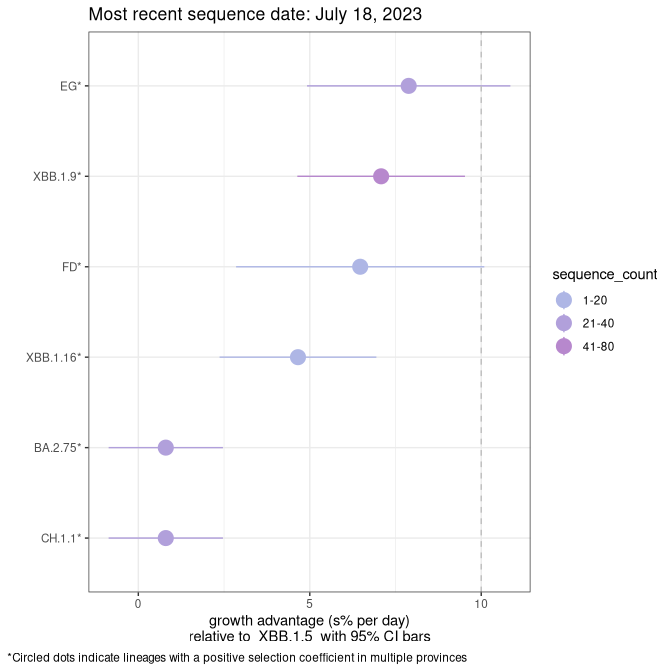 Most recent sequence date: July 18, 2023
EG*
XBB.1.9*
FD*
XBB.1.16*
BA.2.75*
CH.1.1*
0 5 10
growth advantage (s% per day)
relative to XBB.1.5 with 95% CI bars
sequence_count
1-20
21-40
41-80
*Circled dots indicate lineages with a positive selection coefficient in multiple provinces